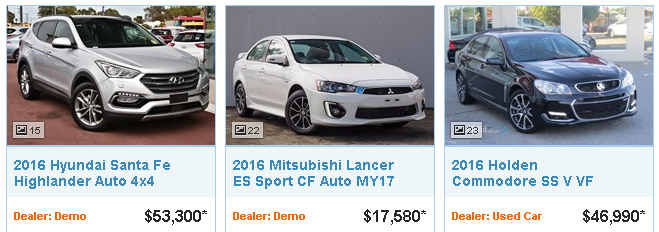 15
22
23
2016 Hyundai Santa Fe
Highlander Auto 4x4
2016 Mitsubishi Lancer
ES Sport CF Auto MY17
2016 Holden
Commodore SS V VF
Dealer: Demo
$53,300*
Dealer: Demo
$17,580*
Dealer: Used Car
$46,990*